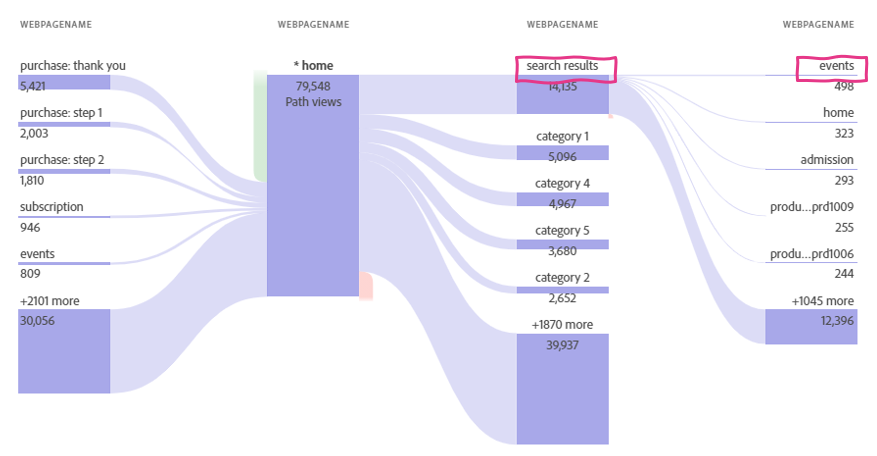 WEBPAGENAME
purchase: thank you
5,421
purchase: step 1
2,003
purchase: step 2
1,810
subscription
946
events
809
+2101 more
30,056
WEBPAGENAME
* home
79,548
Path views
WEBPAGENAME
search results
14,135
category 1
5,096
category 4
4,967
category 5
3,680
category 2
2,652
+1870 more
39,937
WEBPAGENAME
events
498
home
323
admission
293
produ...prd1009
255
produ...prd1006
244
+1045 more
12,396